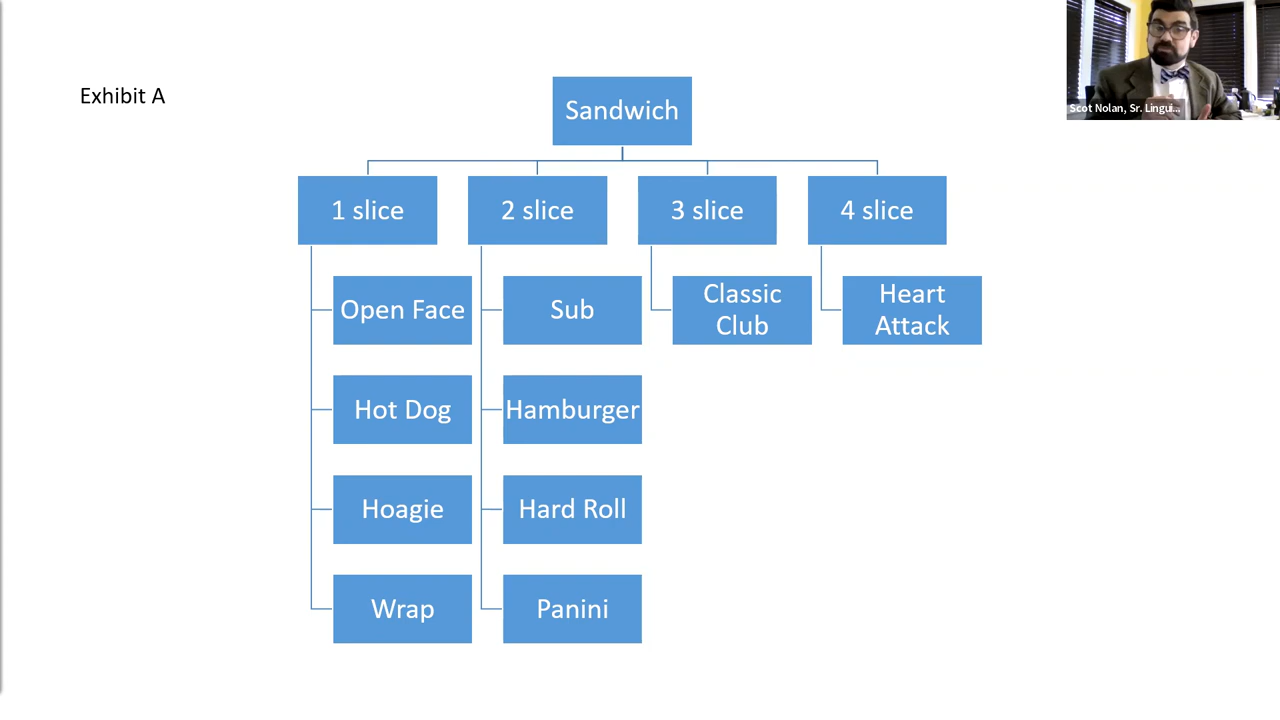 Exhibit A
Sandwich
1 slice
2 slice
3 slice
4 slice
Open Face
Hot Dog
Hoagie
Wrap
Sub
Hamburger
Hard Roll
Panini
Classic
Club
Heart
Attack
Scot Nolan, Sr. Lingui...